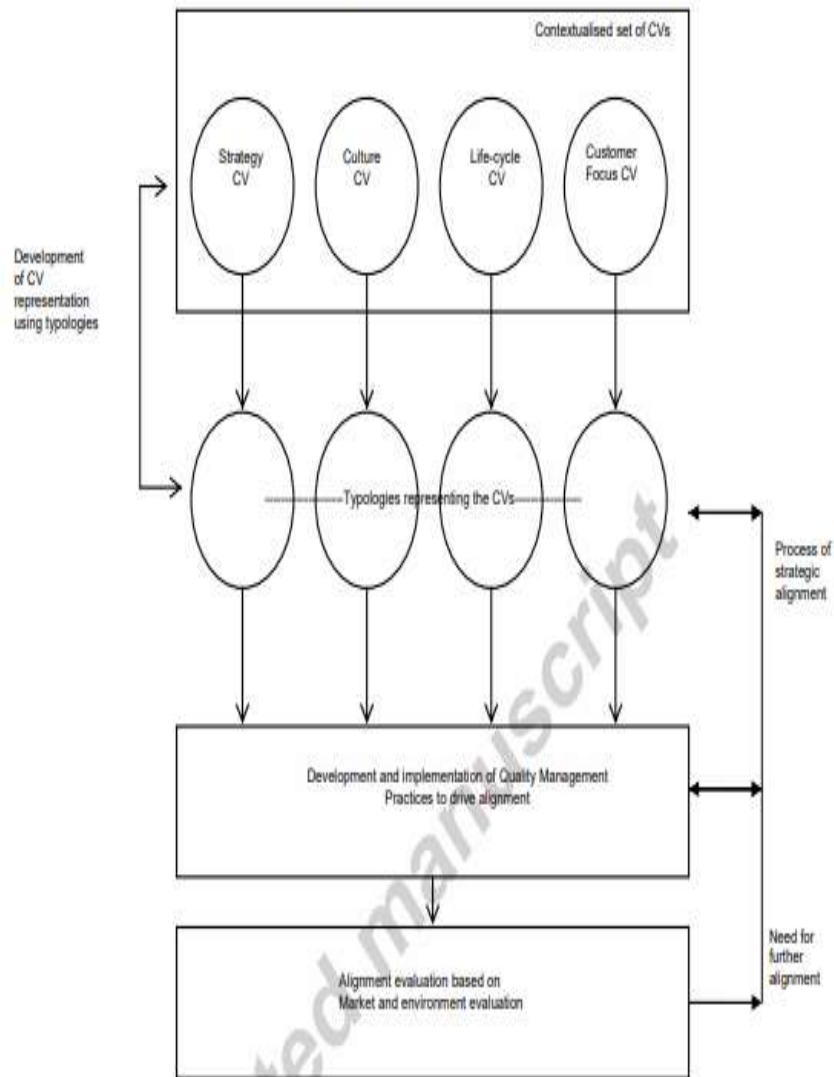 Contextualised set of CVs
Strategy
CV
Culture
CV
Life-cycle
CV
Customer
Focus CV
Development
of CV
representation
using typologies
Typologies representing the CVs
Process of
strategic
alignment
Development and implementation of Quality Management
Practices to drive alignment
Need for
further
alignment
Alignment evaluation based on
Market and environment evaluation
ted manuscript